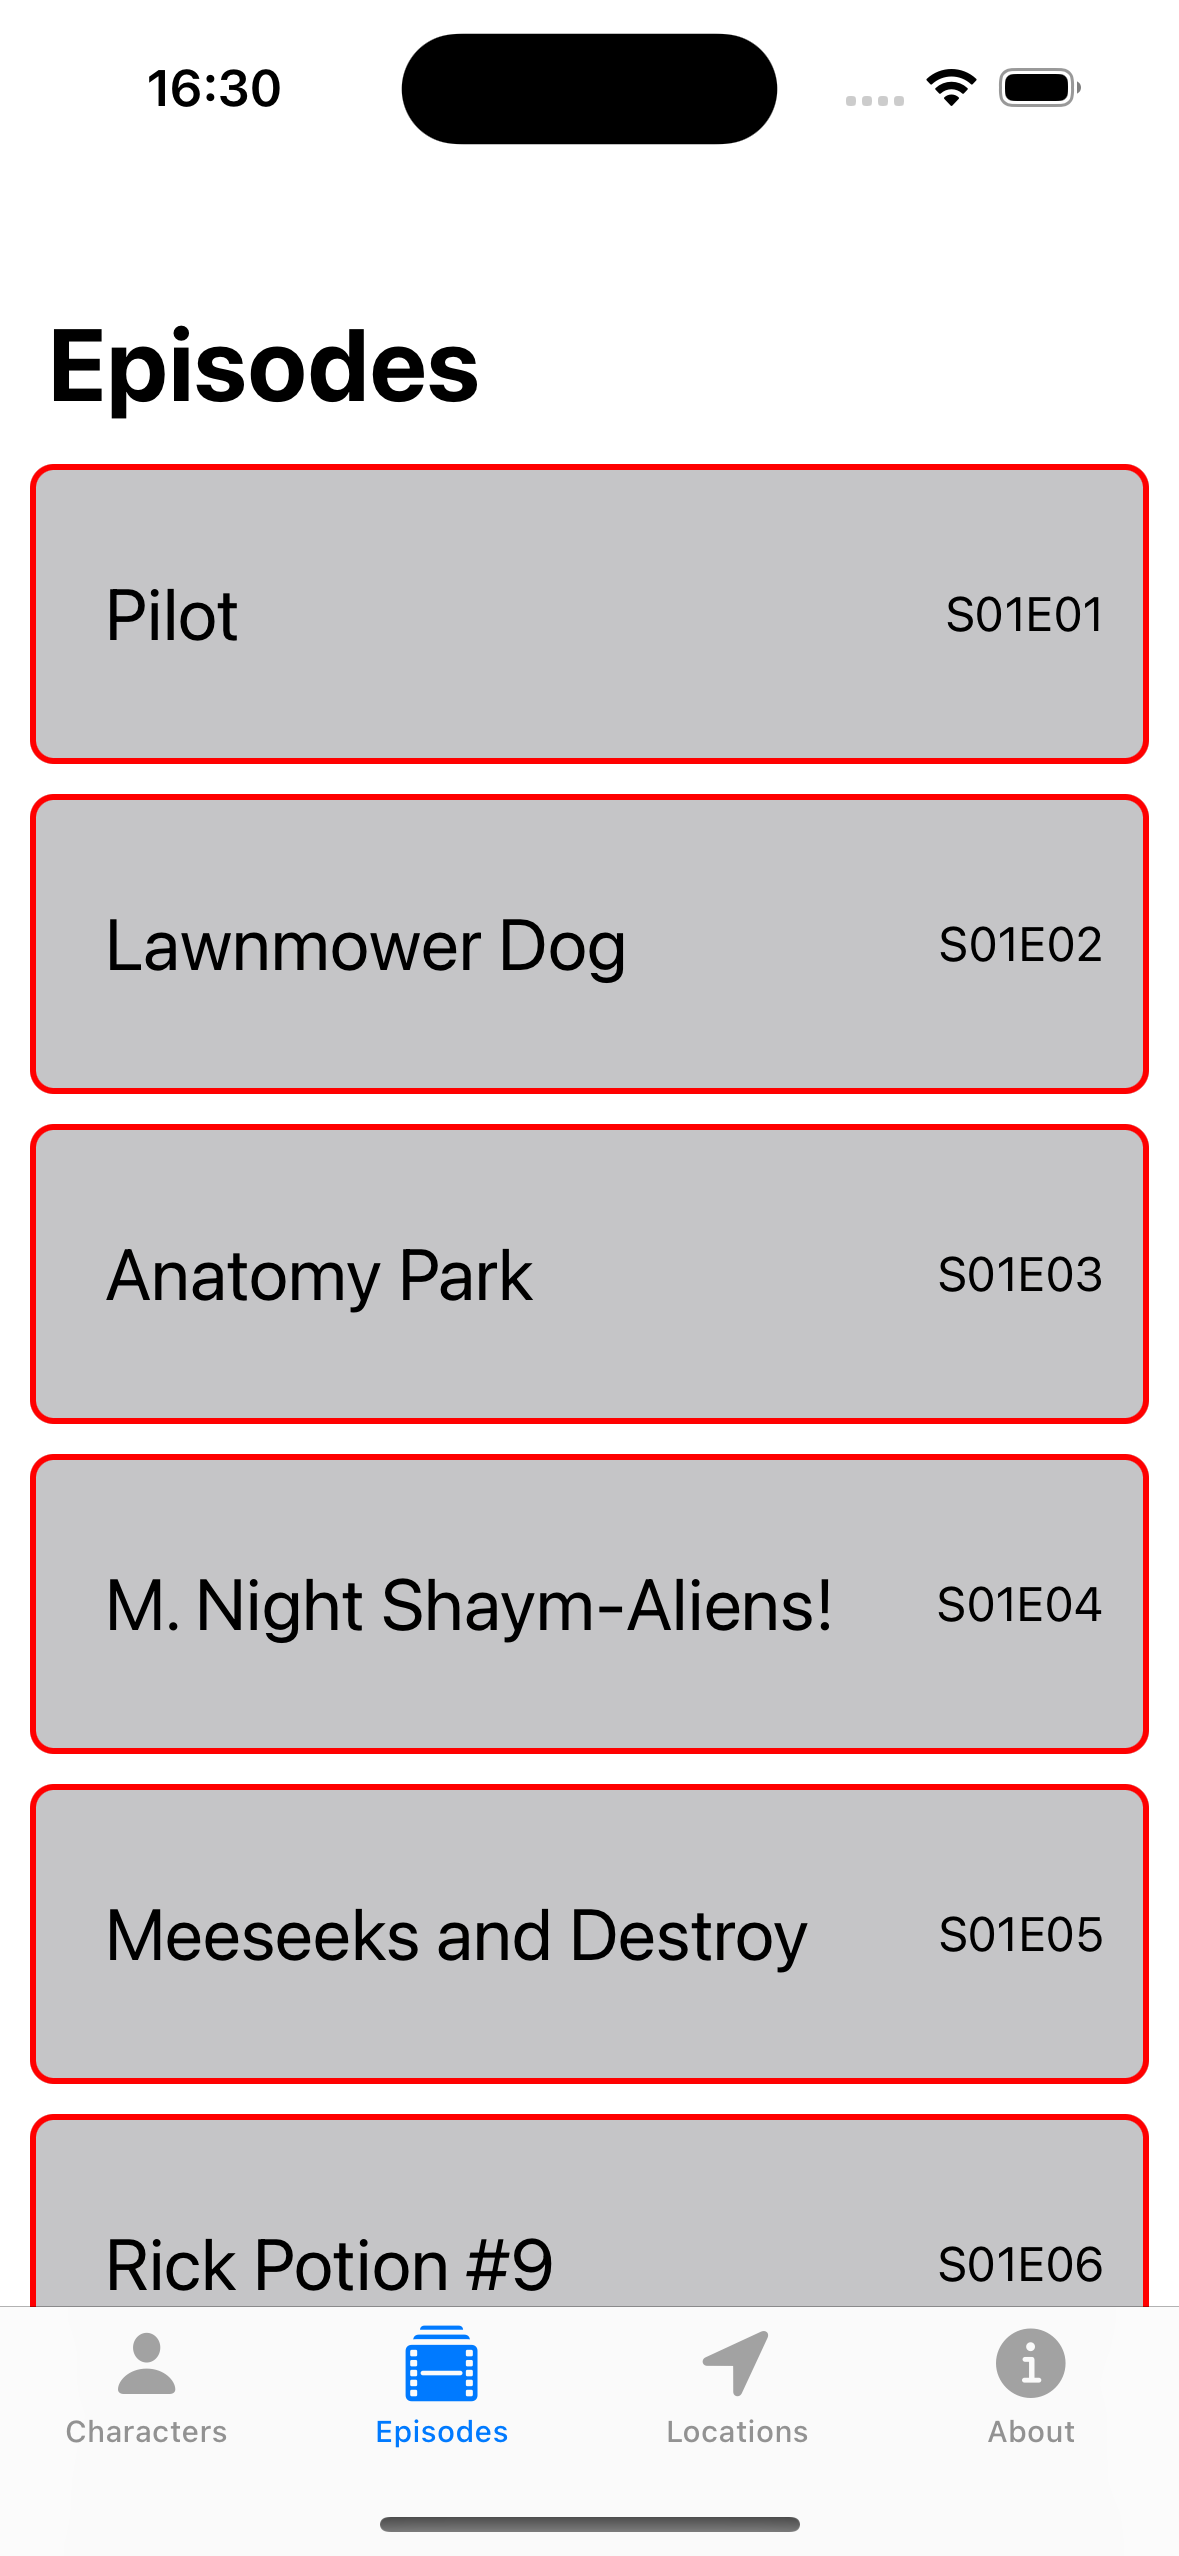 16:30
Episodes
Pilot S01E01
Lawnmower Dog S01E02
Anatomy Park S01E03
M. Night Shaym-Aliens! S01E04
Meeseeks and Destroy S01E05
Rick Potion #9 S01E06
Characters Episodes Locations About